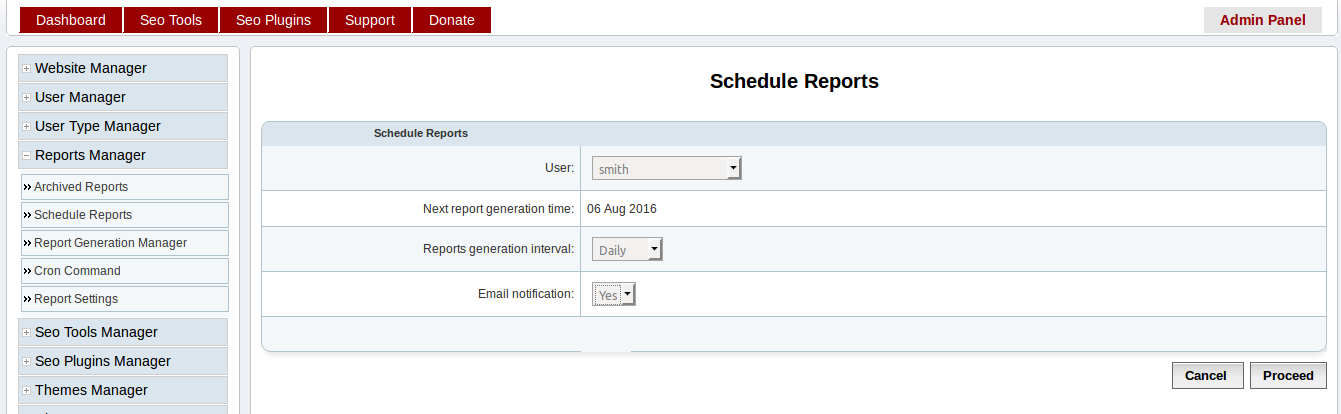 Dashboard Seo Tools Seo Plugins Support Donate Admin Panel
Website Manager
User Manager
User Type Manager
Reports Manager
Archived Reports
Schedule Reports
Report Generation Manager
Cron Command
Report Settings
Seo Tools Manager
Seo Plugins Manager
Themes Manager
Schedule Reports
Schedule Reports
User: smith
Next report generation time: 06 Aug 2016
Reports generation interval: Daily
Email notification: Yes
Cancel Proceed